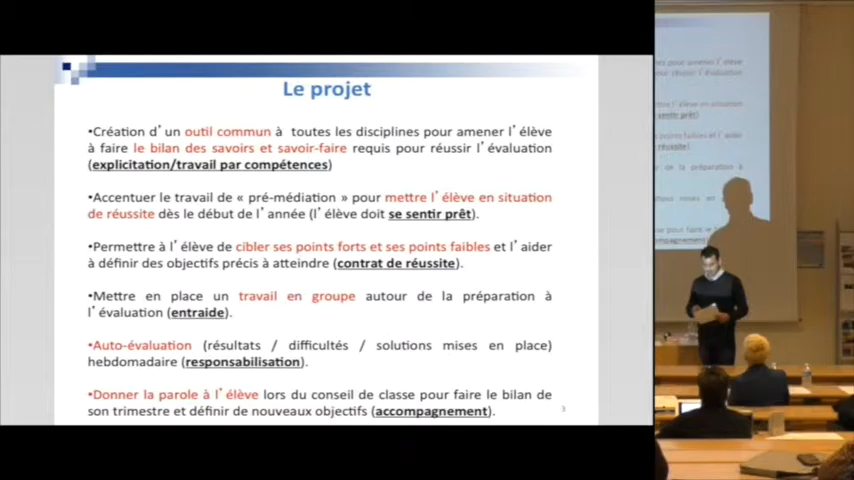 Le projet
•Création d'un outil commun à toutes les disciplines pour amener l'élève
à faire le bilan des savoirs et savoir-faire requis pour réussir l'évaluation
(explicitation/travail par compétences)
•Accentuer le travail de « pré-médiation » pour mettre l'élève en situation
de réussite dès le début de l'année (l'élève doit se sentir prêt).
•Permettre à l'élève de cibler ses points forts et ses points faibles et l'aider
à définir des objectifs précis à atteindre (contrat de réussite).
•Mettre en place un travail en groupe autour de la préparation à
l'évaluation (entraide).
•Auto-évaluation (résultats / difficultés / solutions mises en place)
hebdomadaire (responsabilisation).
•Donner la parole à l'élève lors du conseil de classe pour faire le bilan de
son trimestre et définir de nouveaux objectifs (accompagnement).
3